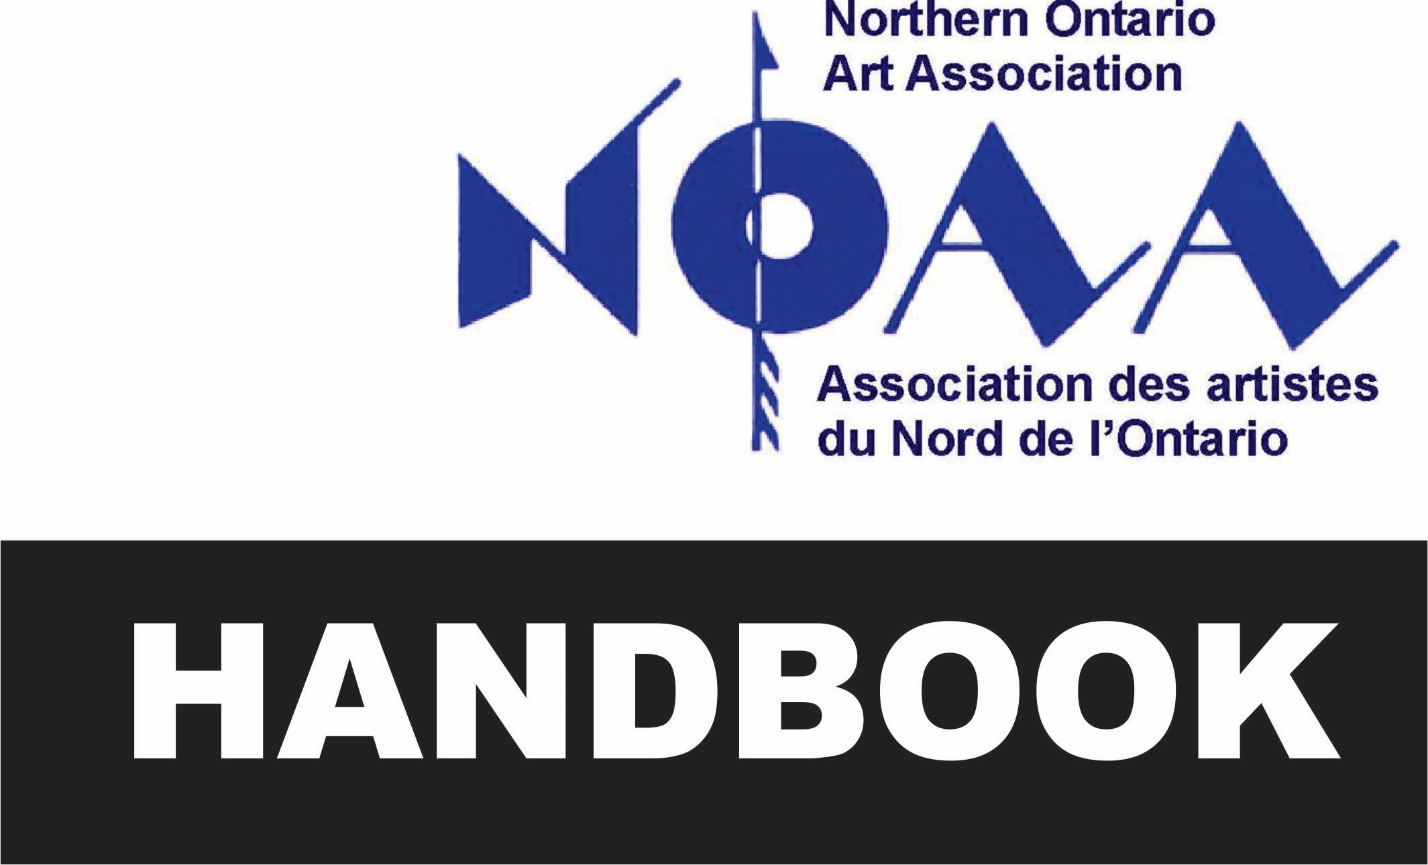 Northern Ontario
Art Association
NOAA
Association des artistes
du Nord de l’Ontario
HANDBOOK